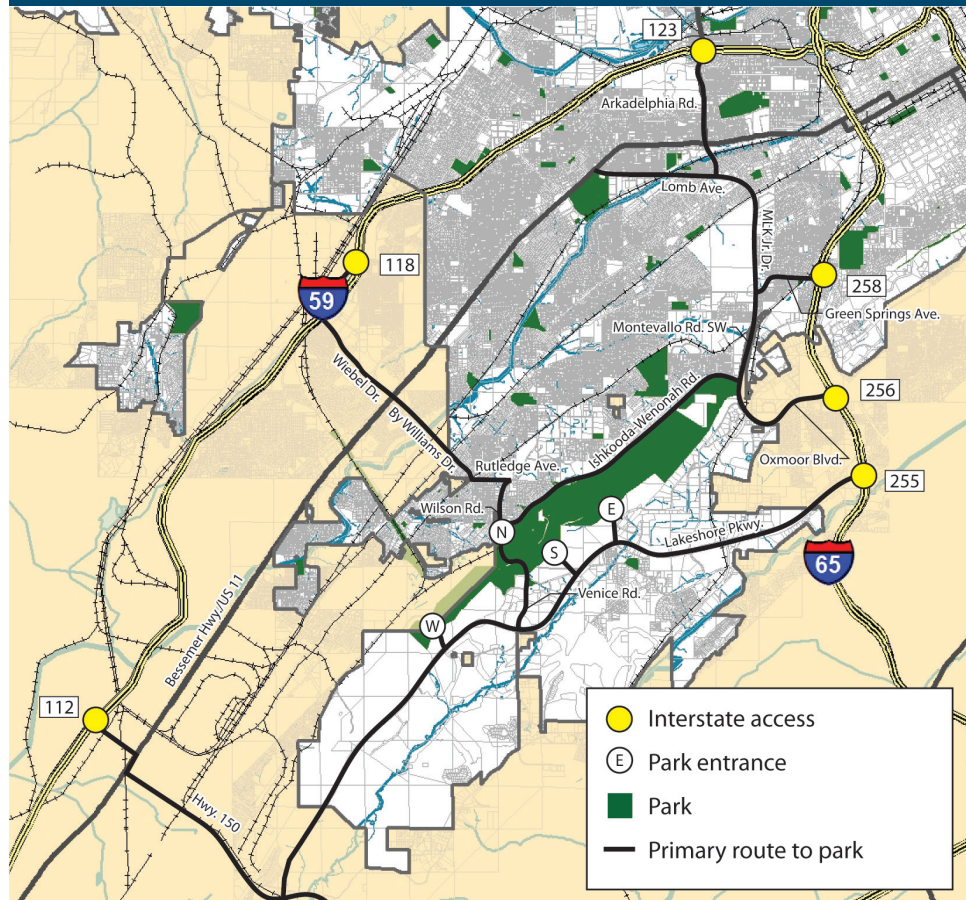 123
Arkadelphia Rd.
Lomb Ave.
MLK Jr. Dr.
118
59
258
Green Springs Ave.
Montevallo Rd. SW
Wiebel Dr.
256
By Williams Dr.
Ishkooda-Wenonah Rd.
Oxmoor Blvd.
Rutledge Ave.
255
Wilson Rd.
E
N
Lakeshore Pkwy.
S
65
Venice Rd.
W
Bessemer Hwy./US 11
112
Hwy. 150
Interstate access
E Park entrance
Park
Primary route to park